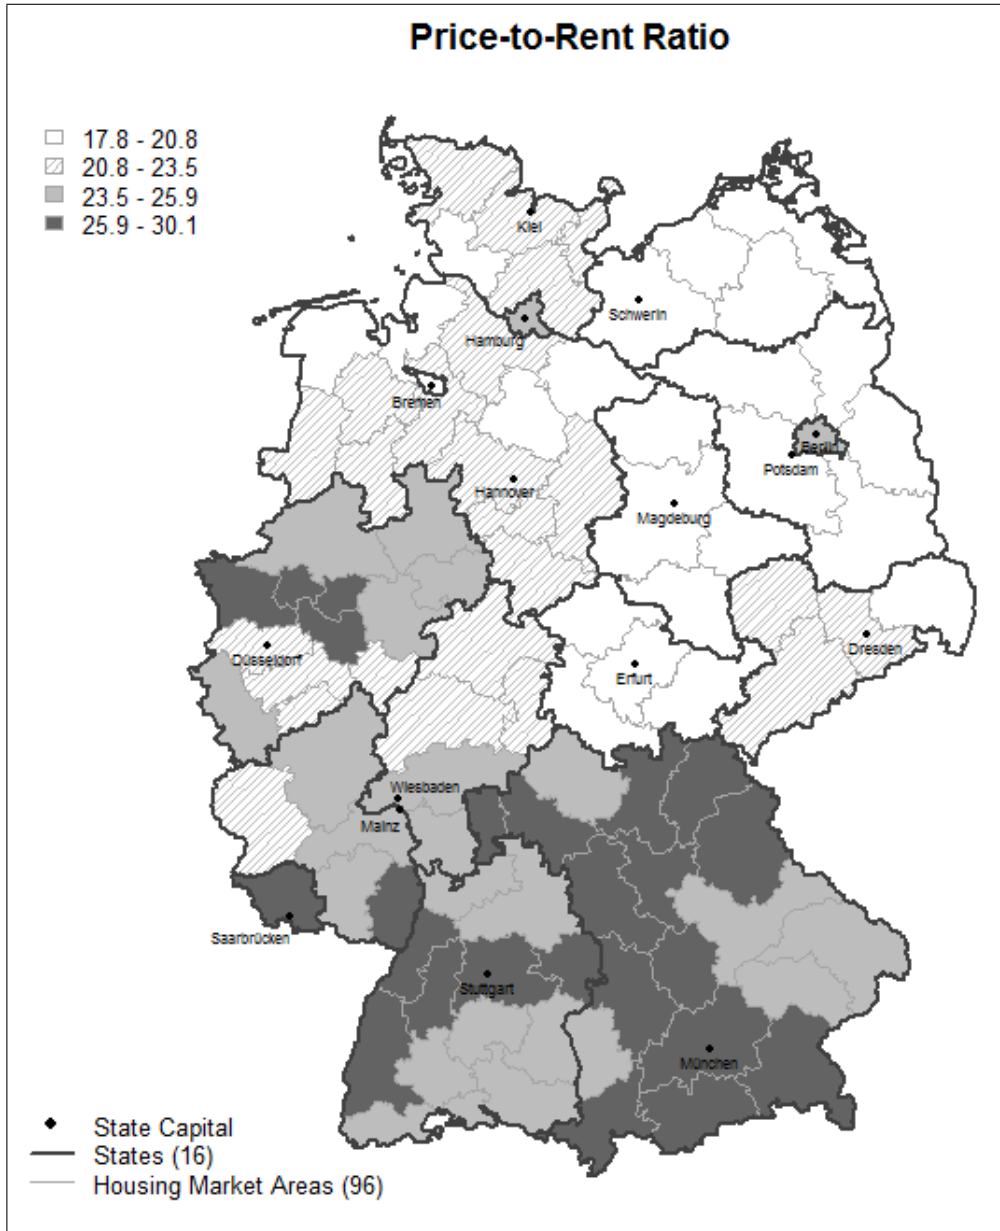 Price-to-Rent Ratio
17.8 - 20.8
20.8 - 23.5
23.5 - 25.9
25.9 - 30.1
Kiel
Schwerin
Hamburg
Bremen
Berlin
Potsdam
Hannover
Magdeburg
Düsseldorf
Dresden
Erfurt
Wiesbaden
Mainz
Saarbrücken
Stuttgart
München
State Capital
States (16)
Housing Market Areas (96)